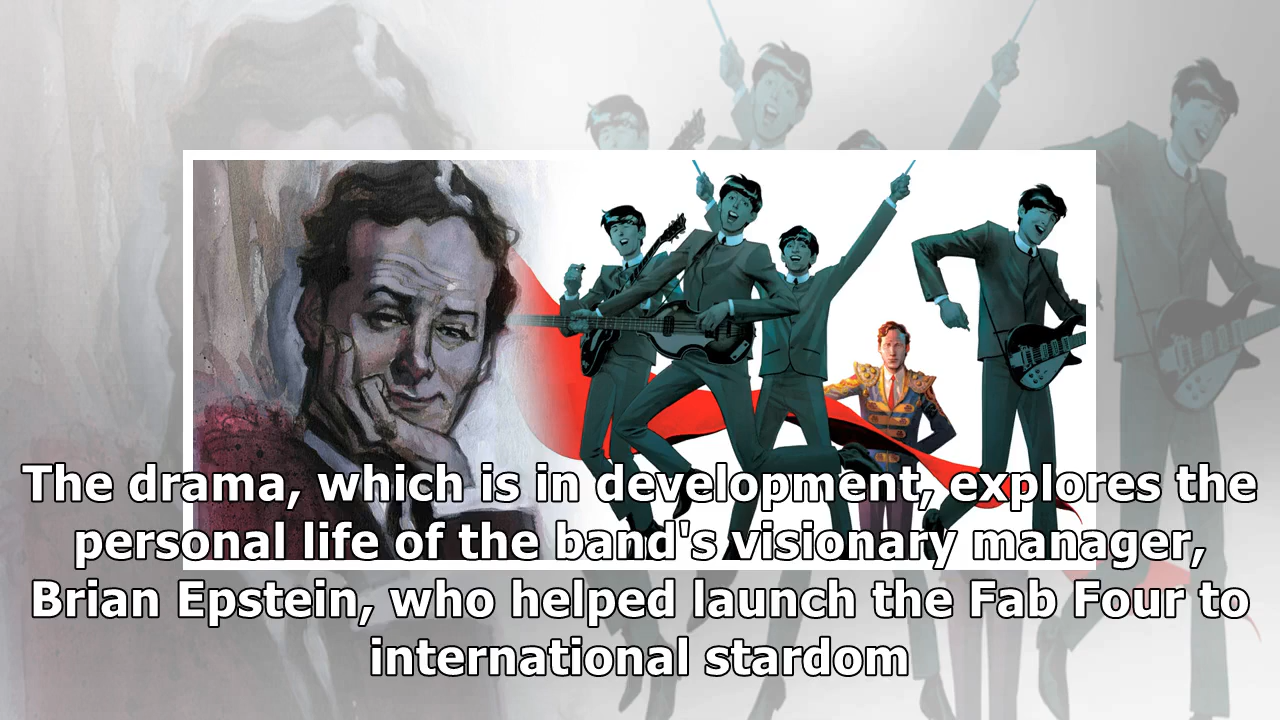 The drama, which is in development, explores the
personal life of the band's visionary manager,
Brian Epstein, who helped launch the Fab Four to
international stardom